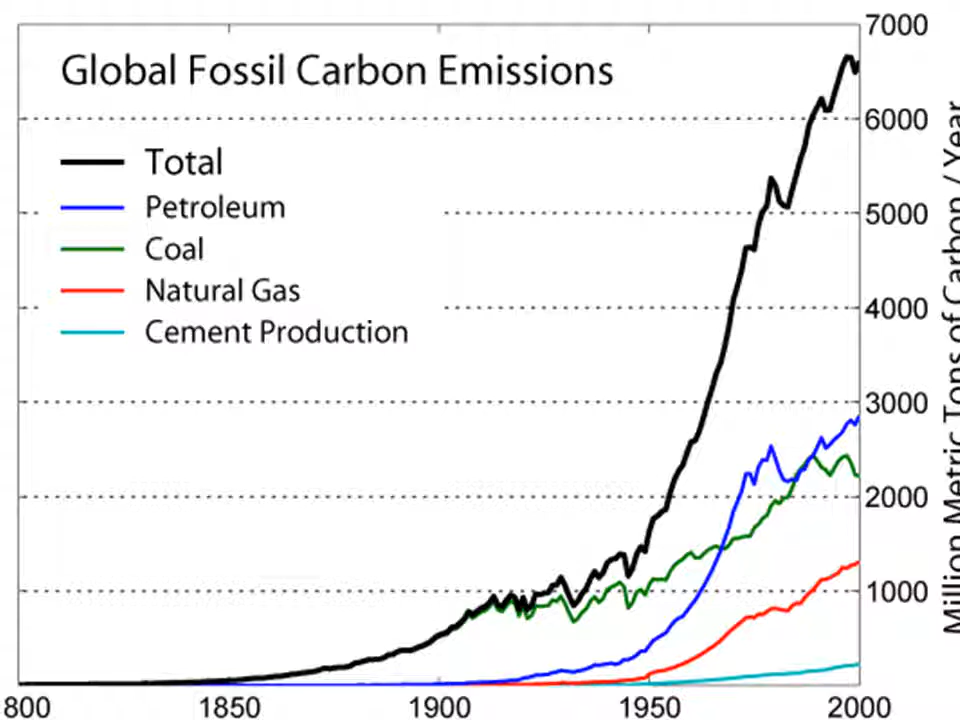 Global Fossil Carbon Emissions
Total
Petroleum
Coal
Natural Gas
Cement Production
7000
6000
5000
4000
3000
2000
1000
Million Metric Tons of Carbon / Year
800
1850
1900
1950
2000